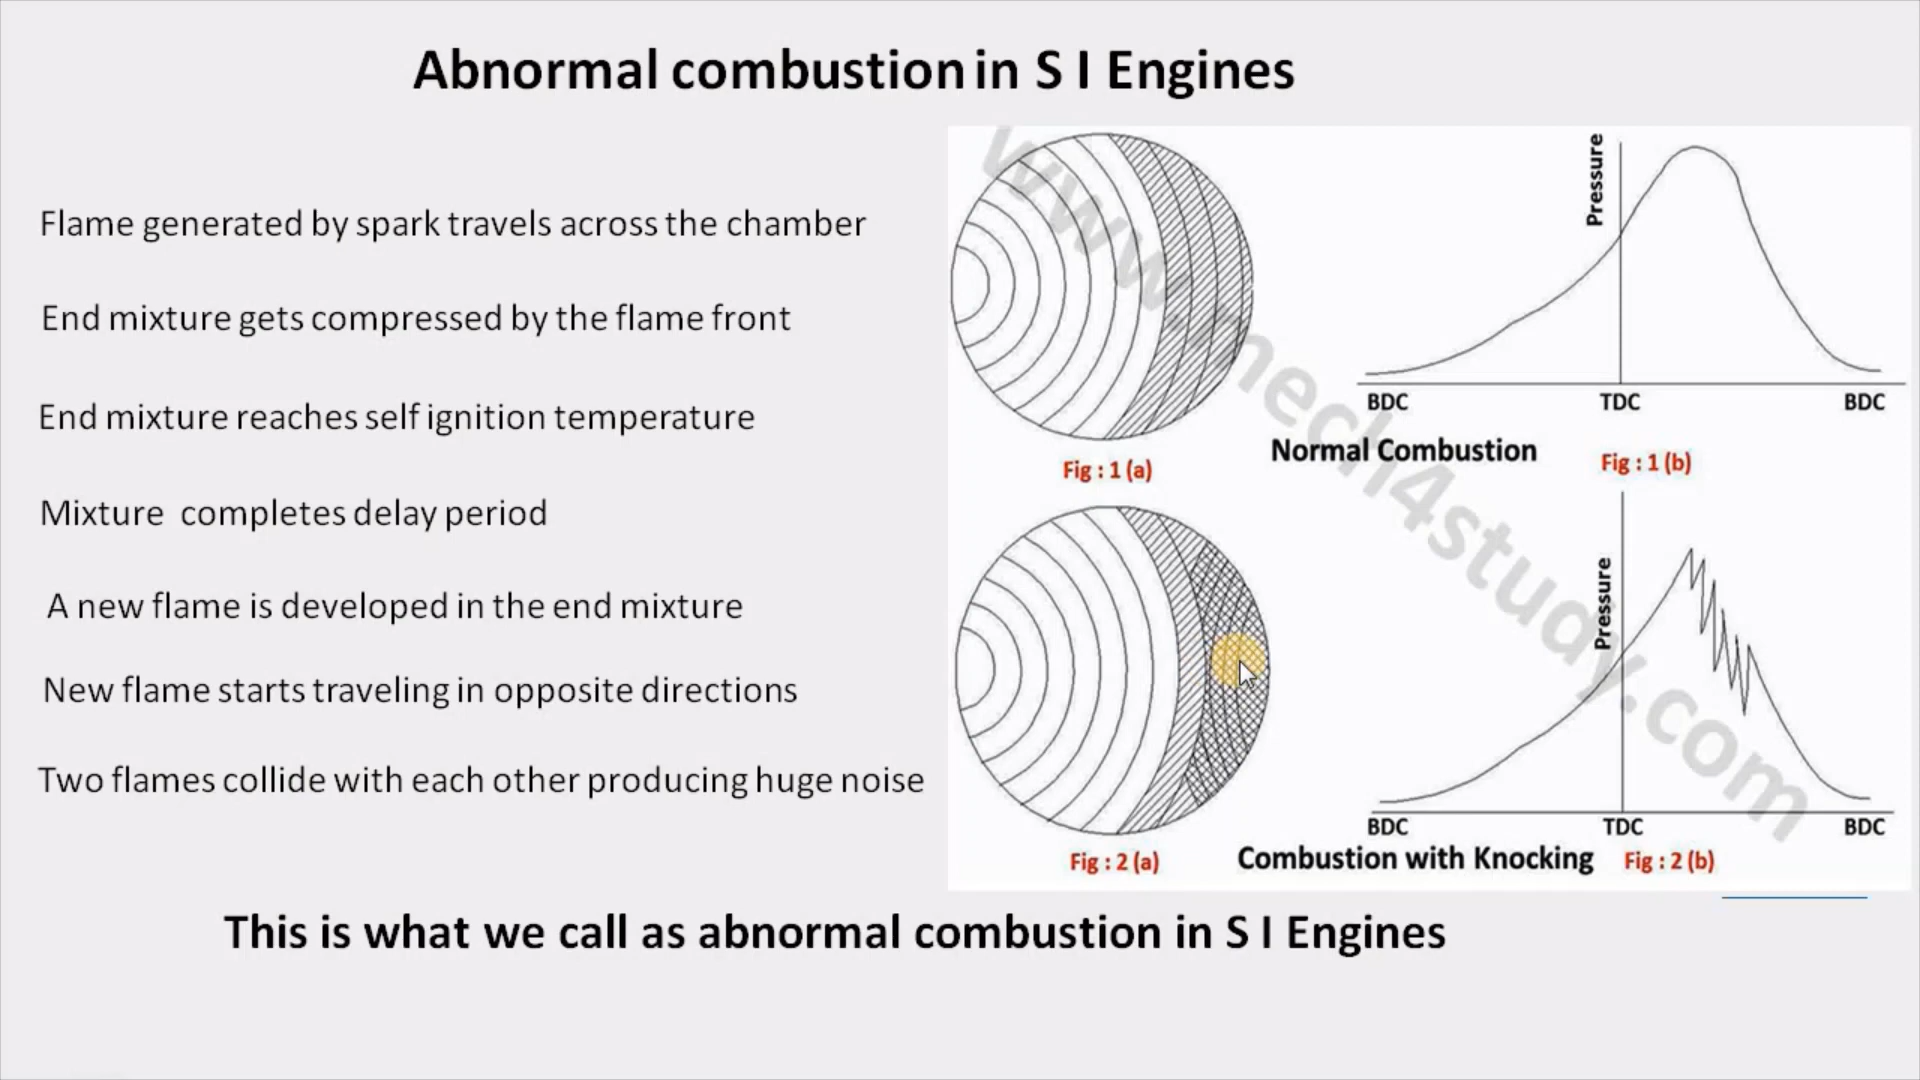 Abnormal combustion in S I Engines
Flame generated by spark travels across the chamber
End mixture gets compressed by the flame front
End mixture reaches self ignition temperature
Mixture completes delay period
A new flame is developed in the end mixture
New flame starts traveling in opposite directions
Two flames collide with each other producing huge noise
Pressure
BDC TDC BDC
Normal Combustion Fig : 1 (b)
Fig : 1 (a)
Pressure
BDC TDC BDC
Combustion with Knocking Fig : 2 (b)
Fig : 2 (a)
www.mech4study.com
This is what we call as abnormal combustion in S I Engines